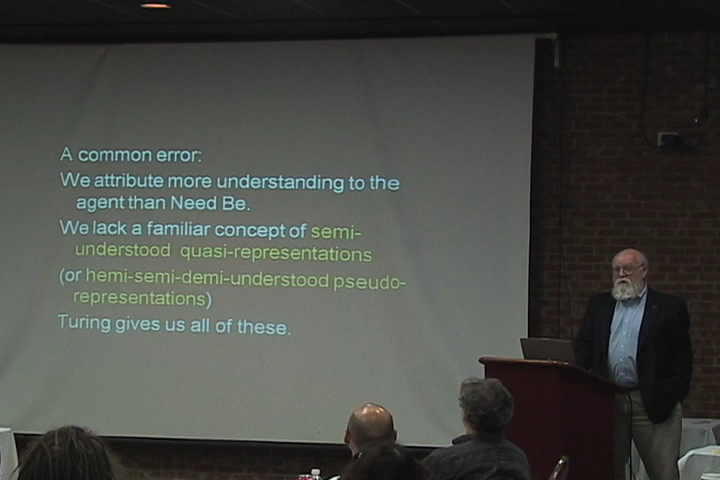 A common error:
We attribute more understanding to the
agent than Need Be.
We lack a familiar concept of semi-
understood quasi-representations
(or hemi-semi-demi-understood pseudo-
representations)
Turing gives us all of these.